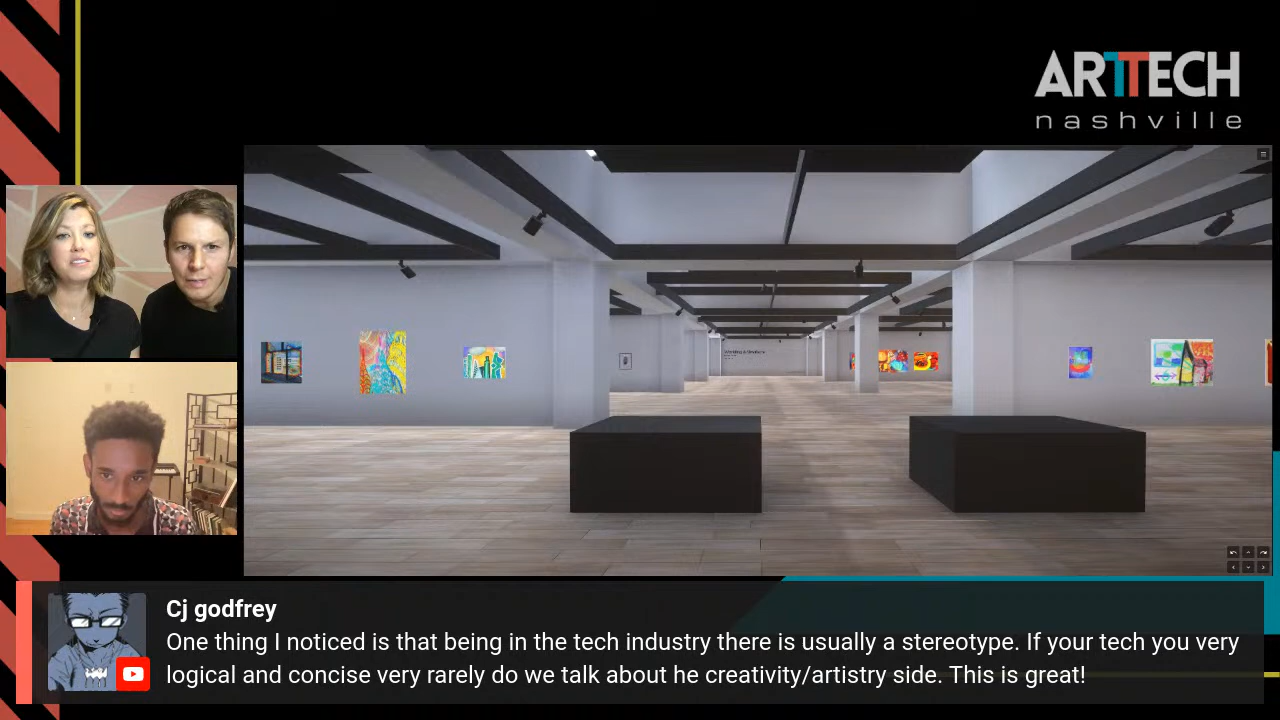 ARTTECH
nashville
Cj godfrey
One thing I noticed is that being in the tech industry there is usually a stereotype. If your tech you very
logical and concise very rarely do we talk about he creativity/artistry side. This is great!